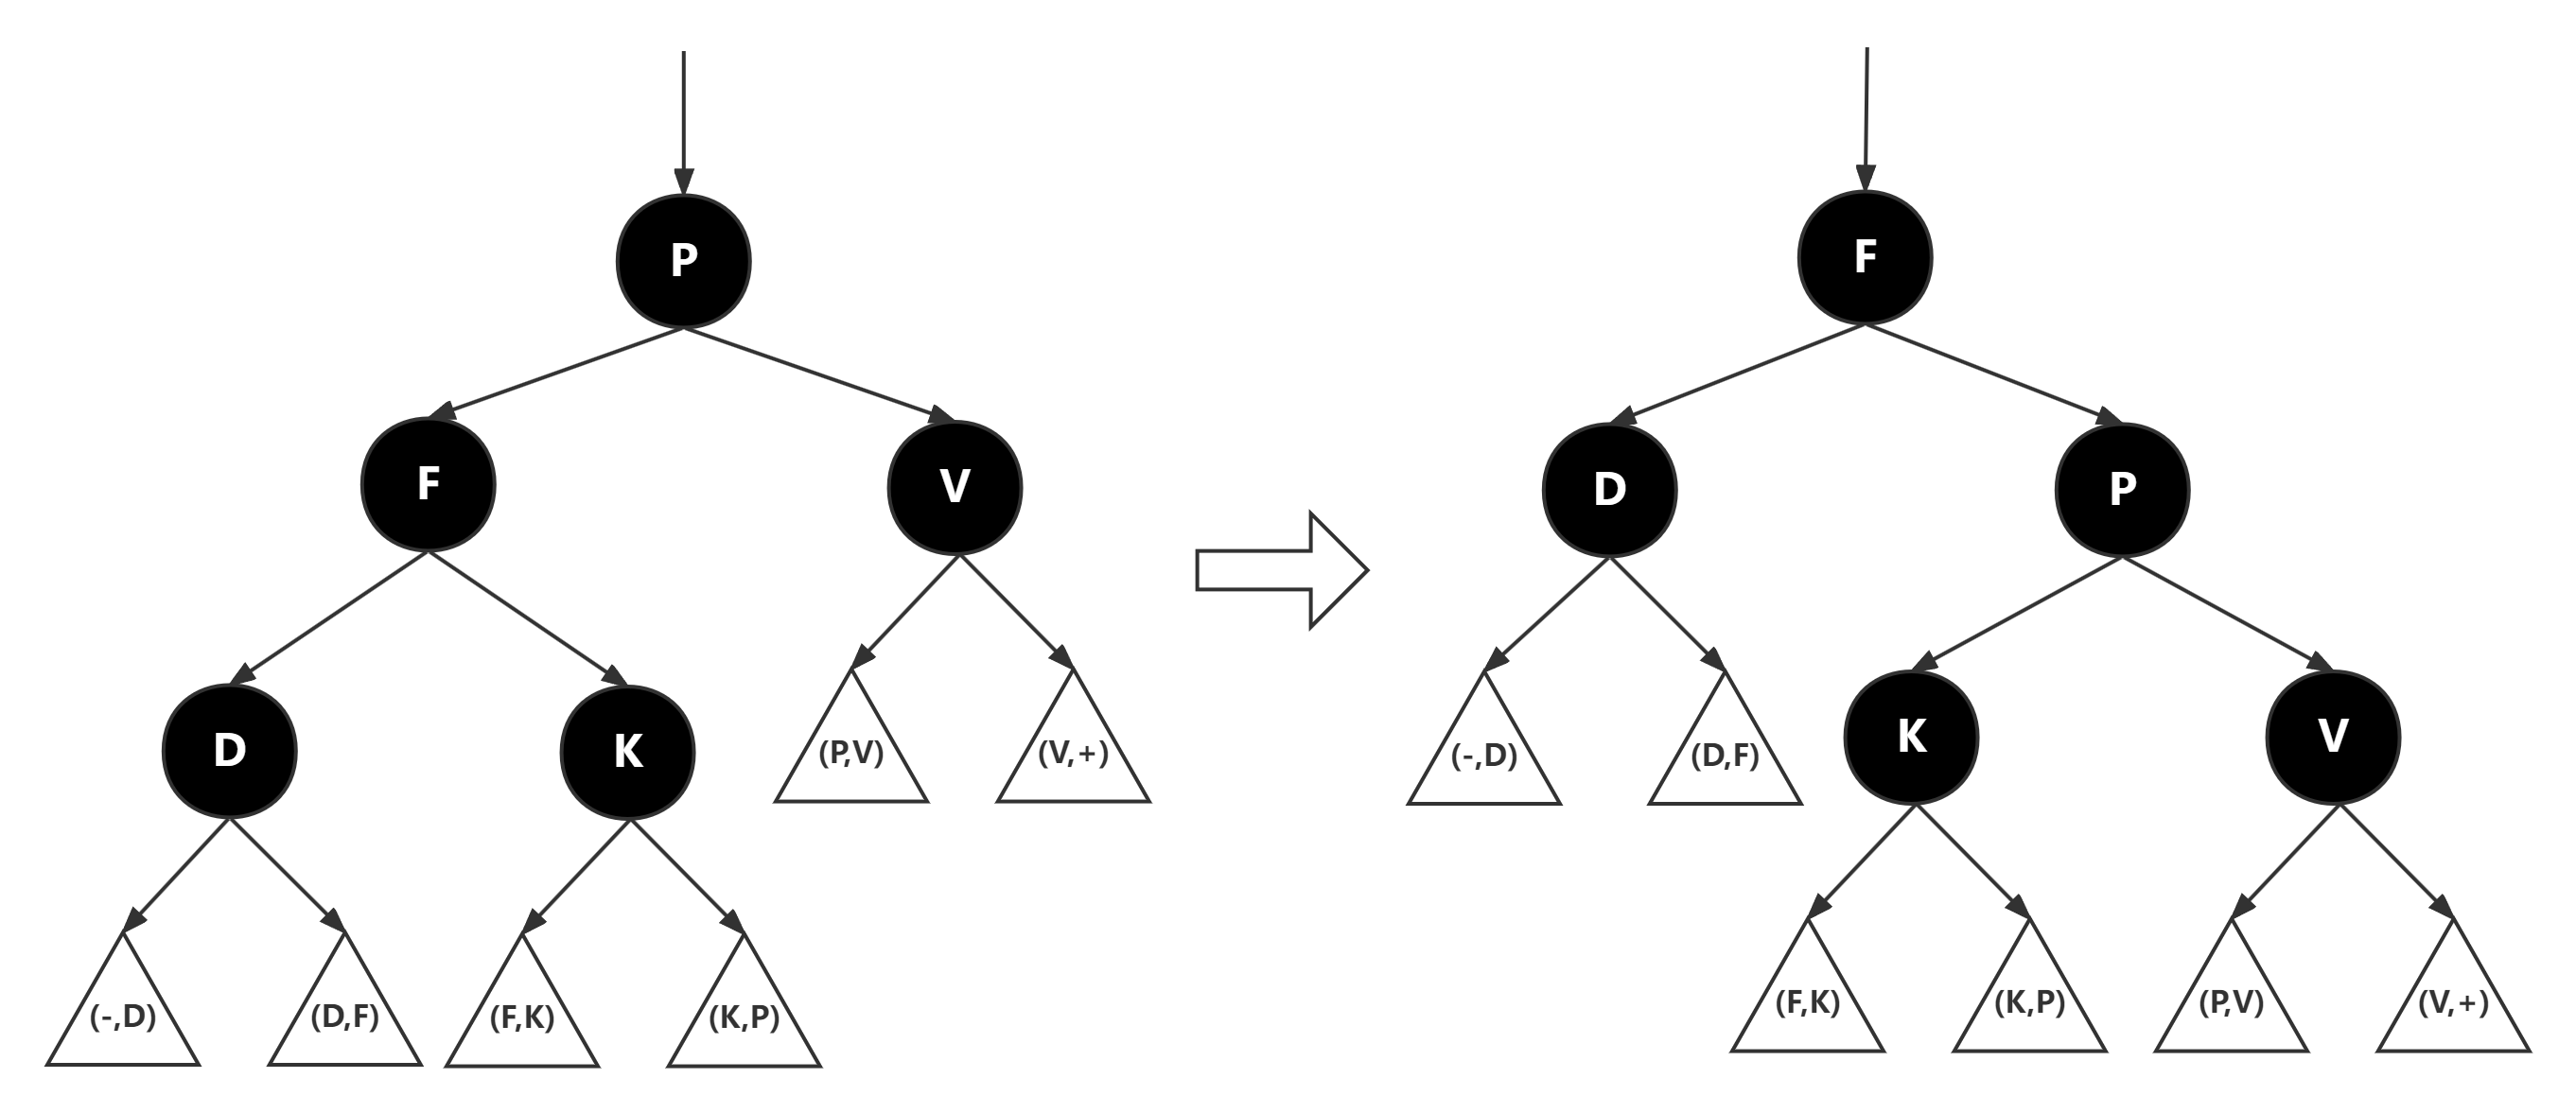 P
F
V
D
K
(P,V)
(V,+)
(-,D)
(D,F)
(F,K)
(K,P)
F
D
P
(-,D)
(D,F)
K
V
(F,K)
(K,P)
(P,V)
(V,+)